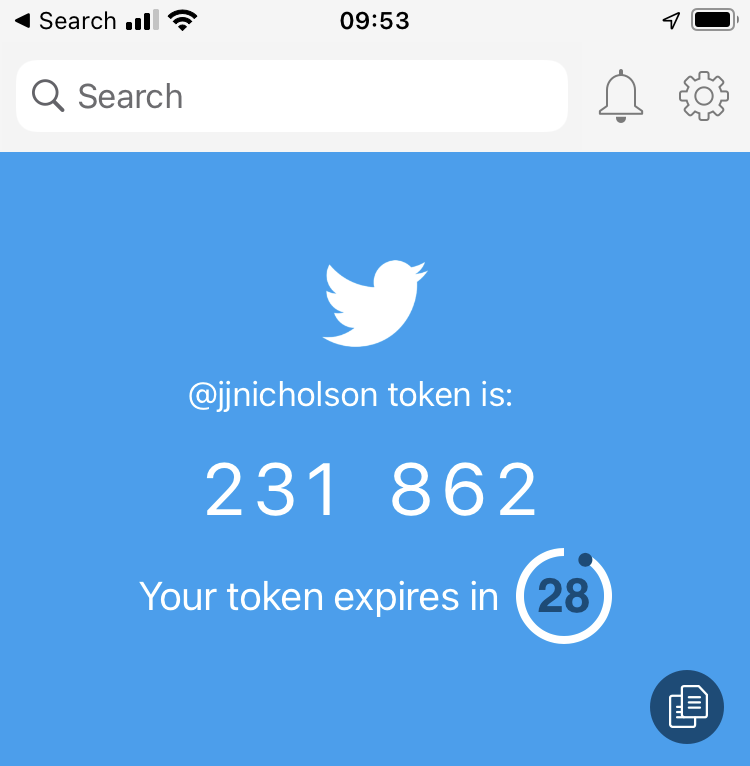 Search 09:53
Search
@jjnicholson token is:
231 862
Your token expires in 28